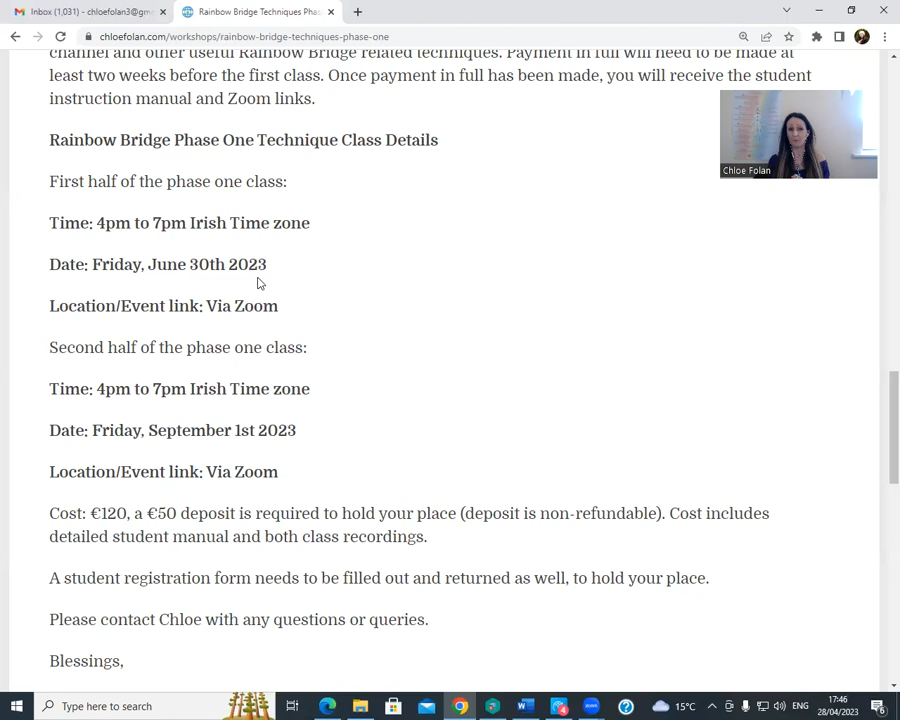 Inbox (1,031) - chloefolan3@gm
Rainbow Bridge Techniques Phas
chloefolan.com/workshops/rainbow-bridge-techniques-phase-one
channel and other useful Rainbow Bridge related techniques. Payment in full will need to be made at
least two weeks before the first class. Once payment in full has been made, you will receive the student
instruction manual and Zoom links.
Chloe Folan
Rainbow Bridge Phase One Technique Class Details
First half of the phase one class:
Time: 4pm to 7pm Irish Time zone
Date: Friday, June 30th 2023
Location/Event link: Via Zoom
Second half of the phase one class:
Time: 4pm to 7pm Irish Time zone
Date: Friday, September 1st 2023
Location/Event link: Via Zoom
Cost: €120, a €50 deposit is required to hold your place (deposit is non-refundable). Cost includes
detailed student manual and both class recordings.
A student registration form needs to be filled out and returned as well, to hold your place.
Please contact Chloe with any questions or queries.
Blessings,
Type here to search
15°C
ENG
17:46
28/04/2023
6